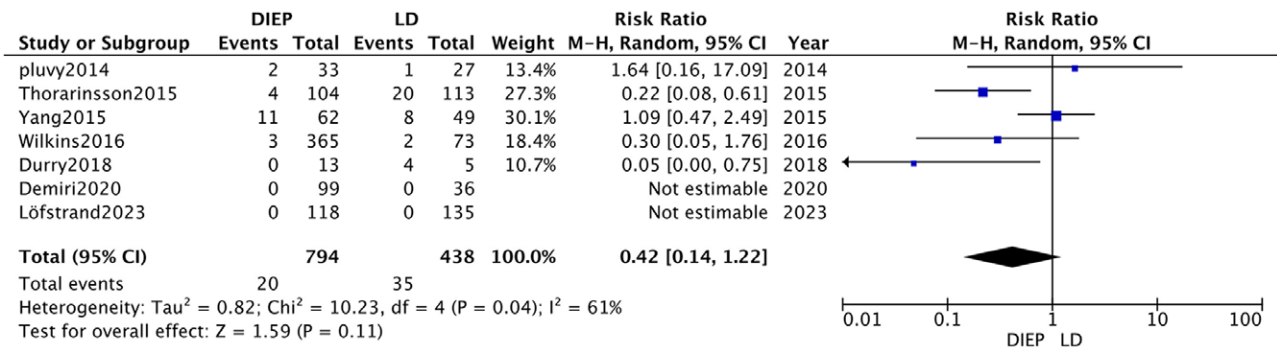 DIEP LD Risk Ratio Risk Ratio
Study or Subgroup Events Total Events Total Weight M-H, Random, 95% CI Year M-H, Random, 95% CI
pluvy2014 2 33 1 27 13.4% 1.64 [0.16, 17.09] 2014
Thorarinsson2015 4 104 20 113 27.3% 0.22 [0.08, 0.61] 2015
Yang2015 11 62 8 49 30.1% 1.09 [0.47, 2.49] 2015
Wilkins2016 3 365 2 73 18.4% 0.30 [0.05, 1.76] 2016
Durry2018 0 13 4 5 10.7% 0.05 [0.00, 0.75] 2018
Demiri2020 0 99 0 36 Not estimable 2020
Löfstrand2023 0 118 0 135 Not estimable 2023
Total (95% CI) 794 438 100.0% 0.42 [0.14, 1.22]
Total events 20 35
Heterogeneity: Tau² = 0.82; Chi² = 10.23, df = 4 (P = 0.04); I² = 61%
Test for overall effect: Z = 1.59 (P = 0.11)
0.01 0.1 1 10 100
DIEP LD